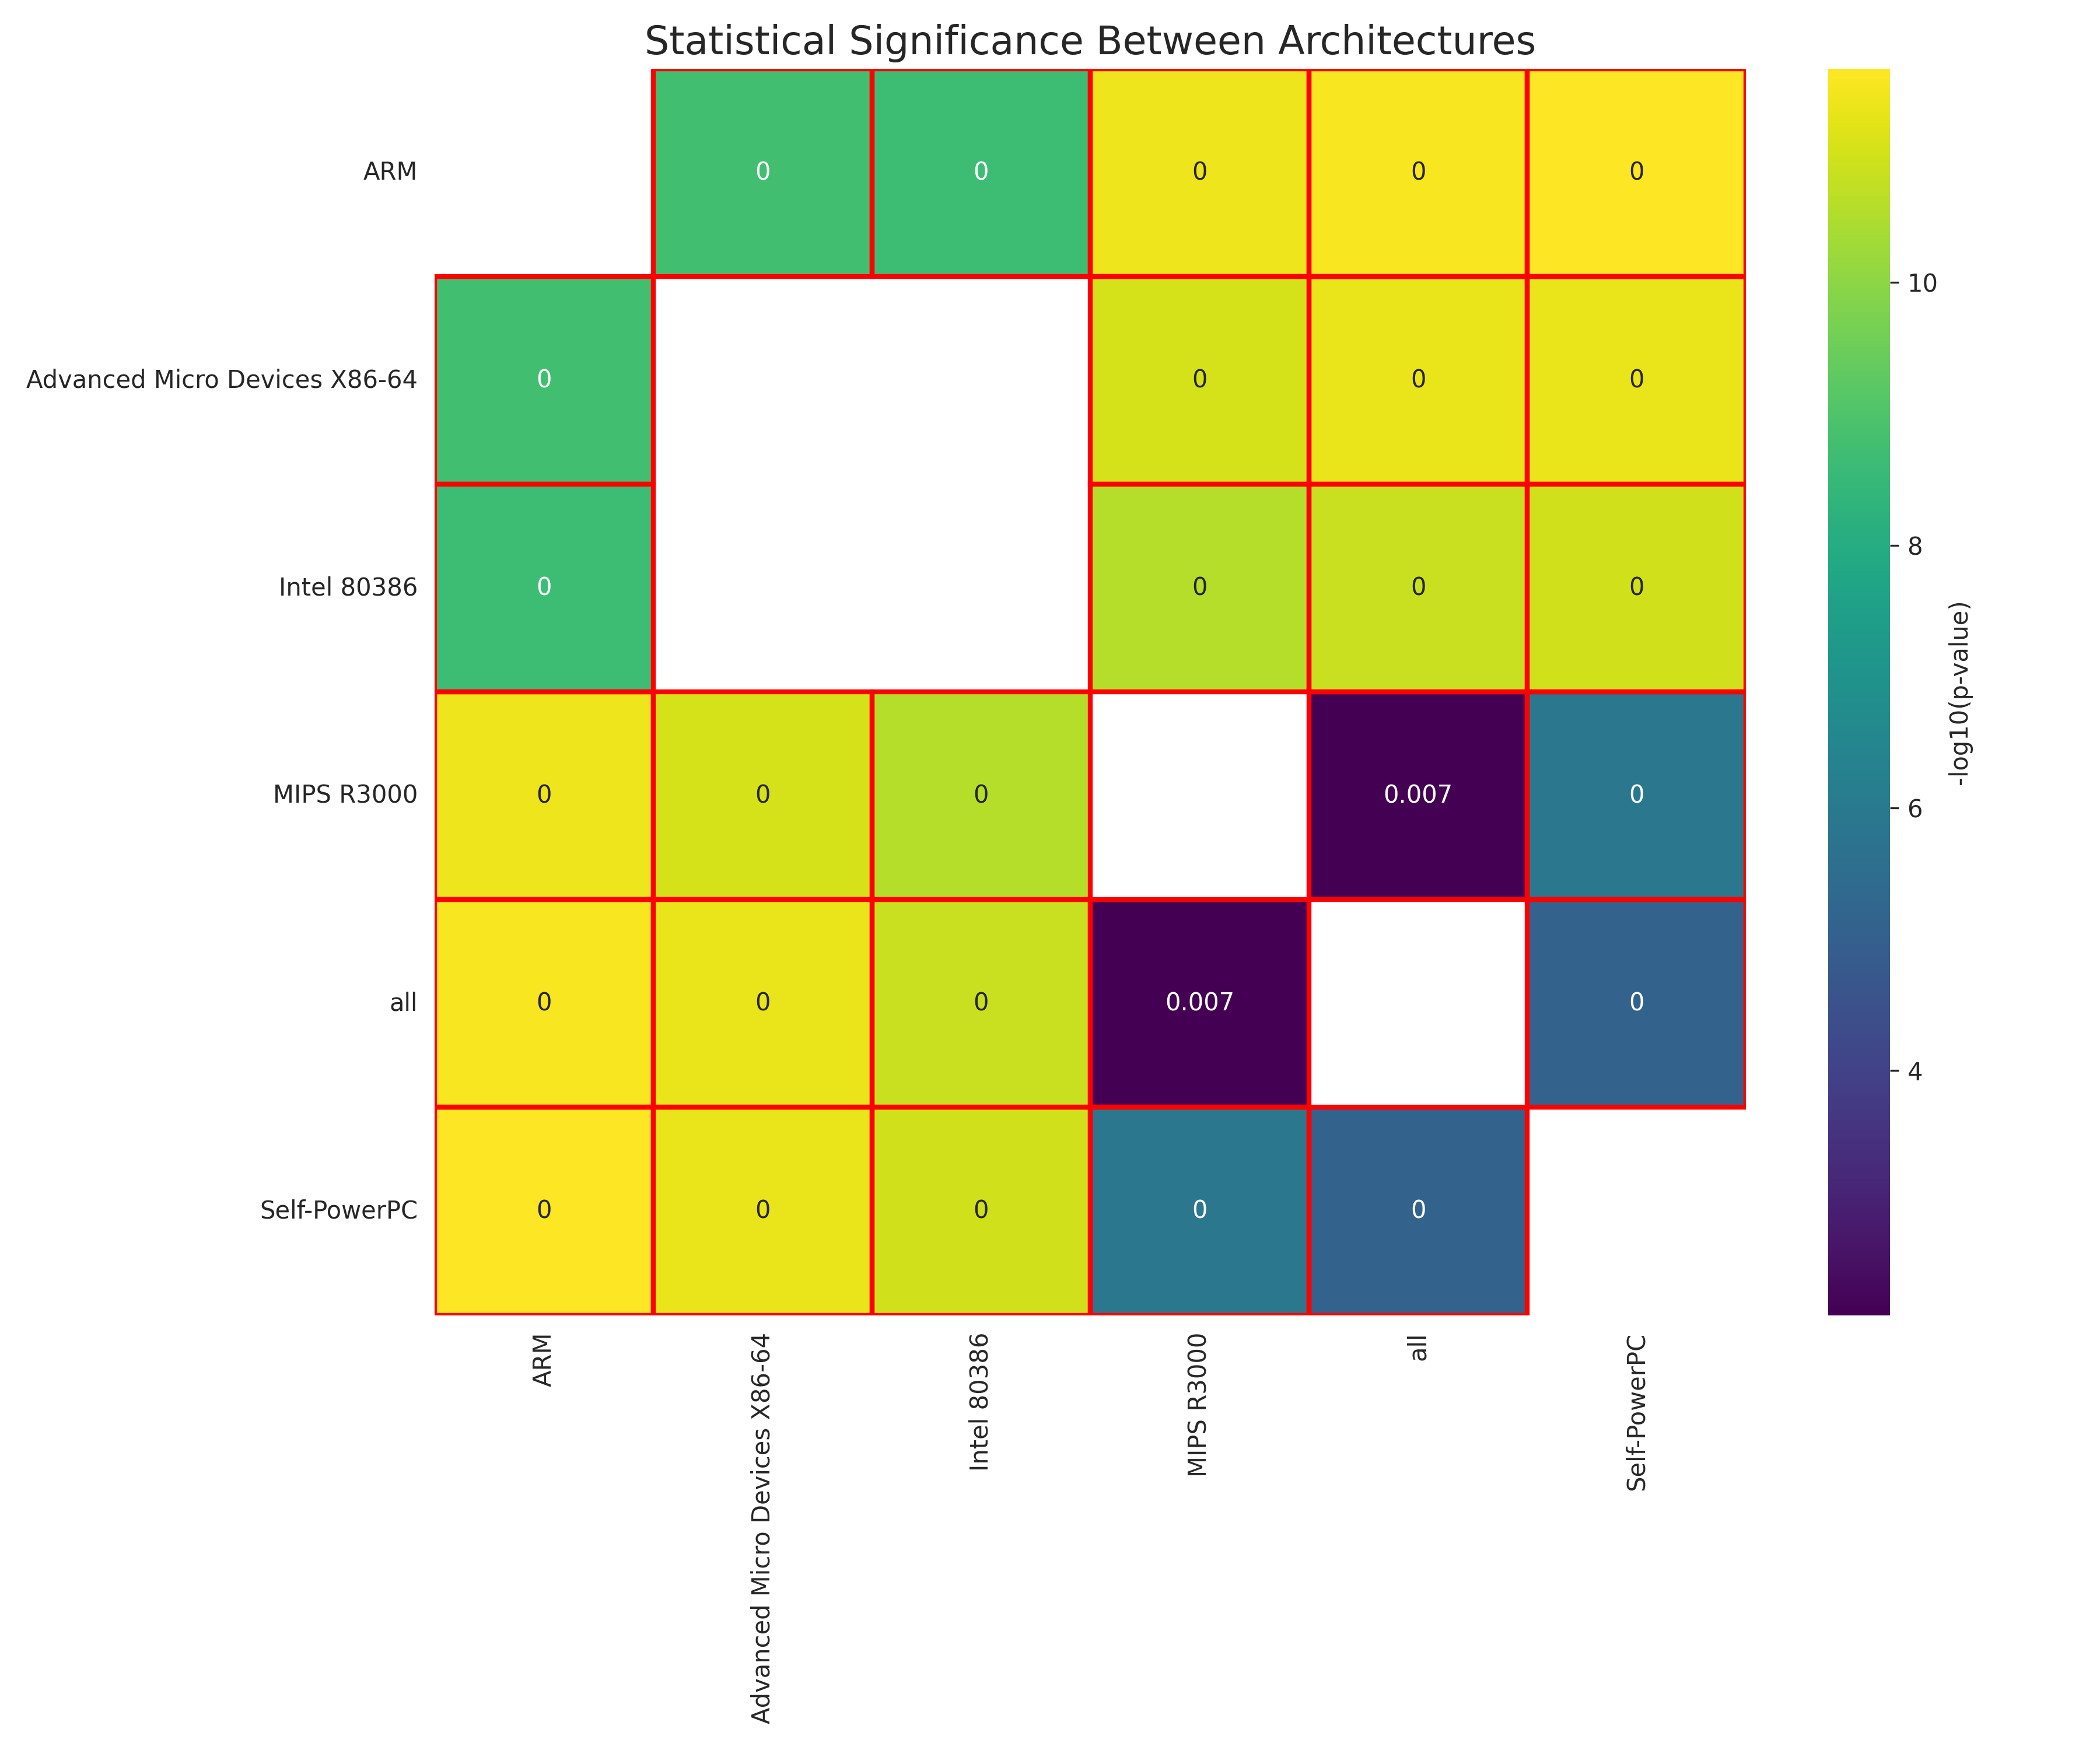 Statistical Significance Between Architectures
ARM
0 0 0 0 0
10
Advanced Micro Devices X86-64
0 0 0 0
8
Intel 80386
0 0 0 0
-log10(p-value)
MIPS R3000
0 0 0 0.007 0
6
all
0 0 0 0.007 0
4
Self-PowerPC
0 0 0 0 0
ARM
Advanced Micro Devices X86-64
Intel 80386
MIPS R3000
all
Self-PowerPC